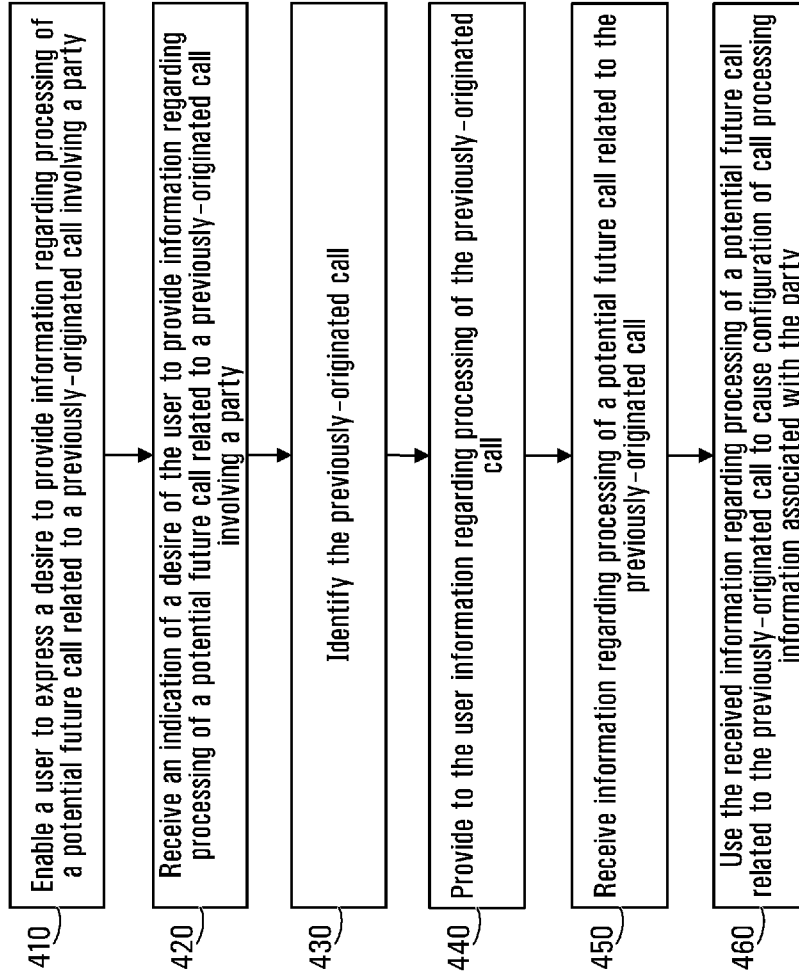 410
Enable a user to express a desire to provide information regarding processing of
a potential future call related to a previously-originated call involving a party
420
Receive an indication of a desire of the user to provide information regarding
processing of a potential future call related to a previously-originated call
involving a party
430
Identify the previously-originated call
440
Provide to the user information regarding processing of the previously-originated
call
450
Receive information regarding processing of a potential future call related to the
previously-originated call
460
Use the received information regarding processing of a potential future call
related to the previously-originated call to cause configuration of call processing
information associated with the party